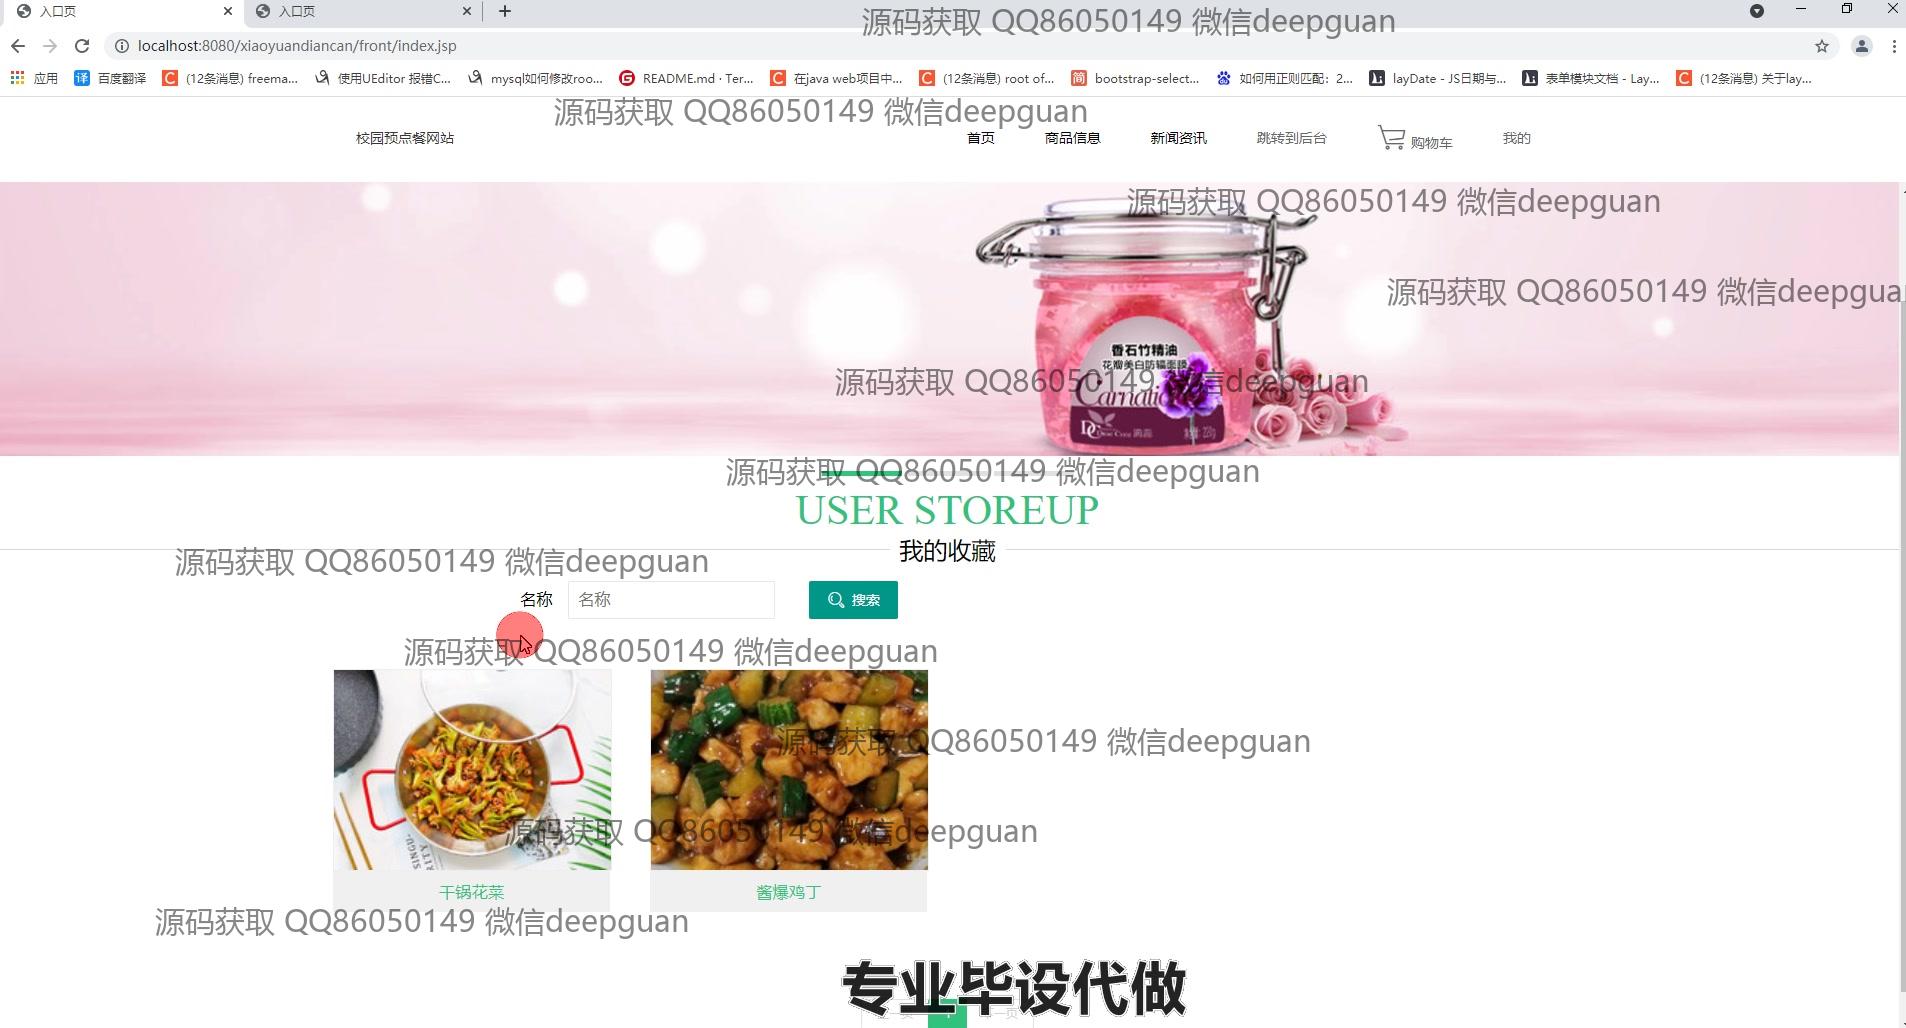 入口页
入口页
源码获取 QQ86050149 微信deepguan
localhost:8080/xiaoyuandiancan/front/index.jsp
应用 百度翻译 (12条消息) freema... 使用UEditor 报错C... mysql如何修改roo... README.md · Ter... 在java web项目中... (12条消息) root of... bootstrap-select... 如何用正则匹配：2... layDate - JS日期与... 表单模块文档 - Lay... (12条消息) 关于lay...
源码获取 QQ86050149 微信deepguan
校园预点餐网站 首页 商品信息 新闻资讯 跳转到后台 购物车 我的
源码获取 QQ86050149 微信deepguan
源码获取 QQ86050149 微信deepgua
香石竹精油
花瓣美白防辐面膜
源码获取 QQ86050149 微信deepguan
源码获取 QQ86050149 微信deepguan
USER STOREUP
我的收藏
源码获取 QQ86050149 微信deepguan
名称 名称 搜索
源码获取 QQ86050149 微信deepguan
源码获取 QQ86050149 微信deepguan
源码获取 QQ86050149 微信deepguan
干锅花菜 酱爆鸡丁
源码获取 QQ86050149 微信deepguan
专业毕设代做